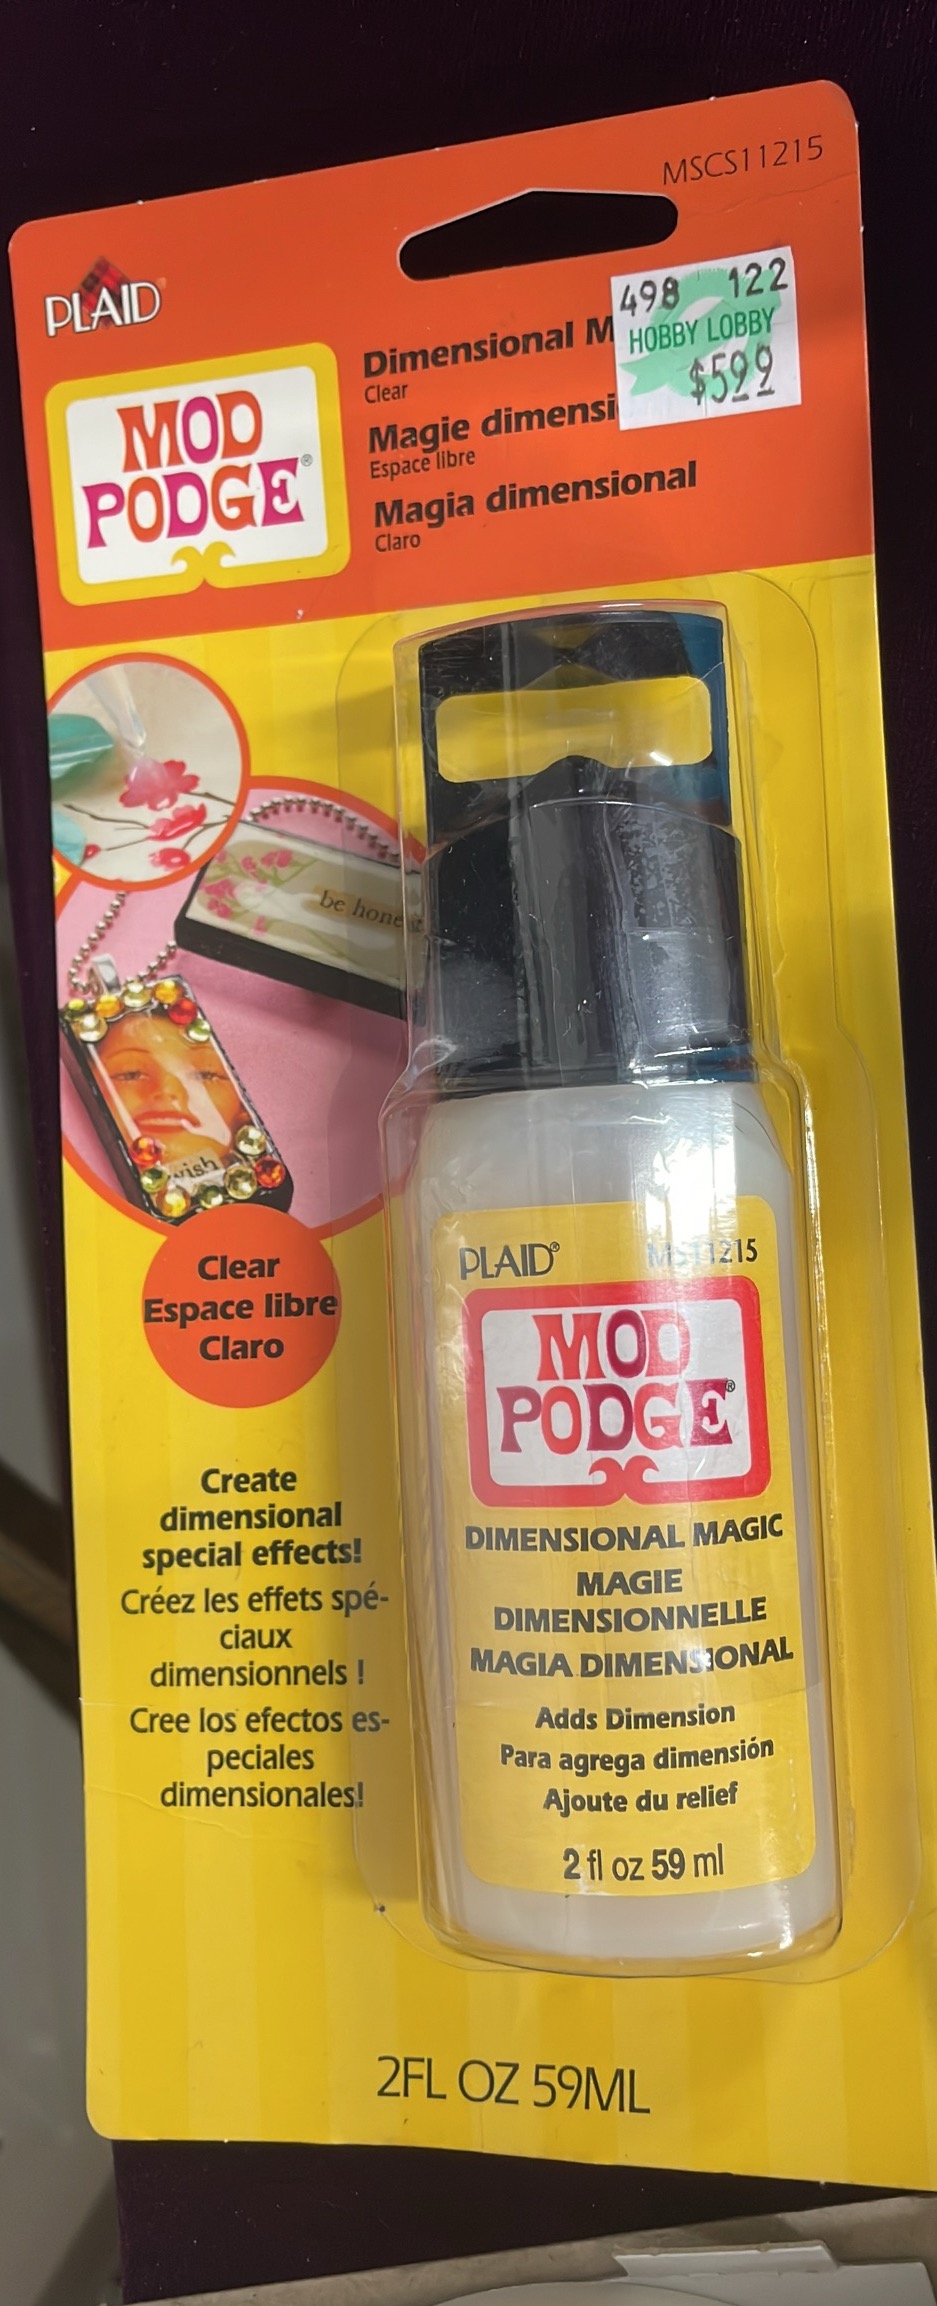 MSCS11215
PLAID
498 122
HOBBY LOBBY
$5.99
Dimensional M
Clear
Magie dimensi
Espace libre
Magia dimensional
Claro
MOD
PODGE®
be hone
wish
Clear
Espace libre
Claro
Create
dimensional
special effects!
Créez les effets spé-
ciaux
dimensionnels !
Cree los efectos es-
peciales
dimensionales!
PLAID® MS11215
MOD
PODGE®
DIMENSIONAL MAGIC
MAGIE
DIMENSIONNELLE
MAGIA DIMENSIONAL
Adds Dimension
Para agrega dimensión
Ajoute du relief
2 fl oz 59 ml
2FL OZ 59ML